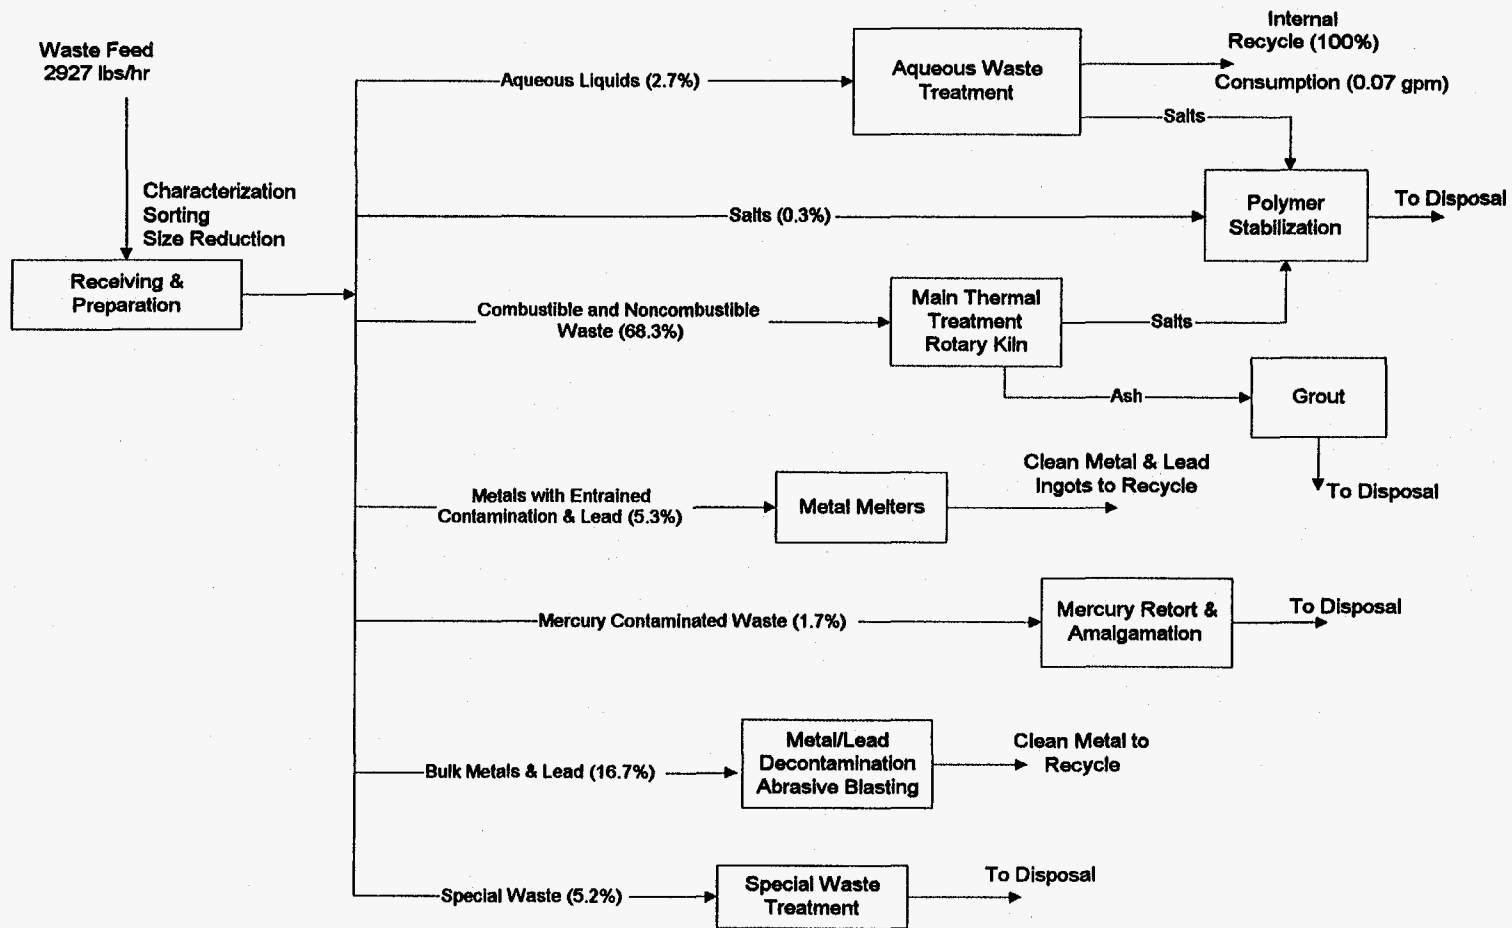 Waste Feed
2927 lbs/hr
Characterization
Sorting
Size Reduction
Receiving &
Preparation
Aqueous Liquids (2.7%)
Aqueous Waste
Treatment
Internal
Recycle (100%)
Consumption (0.07 gpm)
Salts
Salts (0.3%)
Polymer
Stabilization
To Disposal
Combustible and Noncombustible
Waste (68.3%)
Main Thermal
Treatment
Rotary Kiln
Salts
Ash
Grout
To Disposal
Metals with Entrained
Contamination & Lead (5.3%)
Metal Melters
Clean Metal & Lead
Ingots to Recycle
Mercury Contaminated Waste (1.7%)
Mercury Retort &
Amalgamation
To Disposal
Bulk Metals & Lead (16.7%)
Metal/Lead
Decontamination
Abrasive Blasting
Clean Metal to
Recycle
Special Waste (5.2%)
Special Waste
Treatment
To Disposal